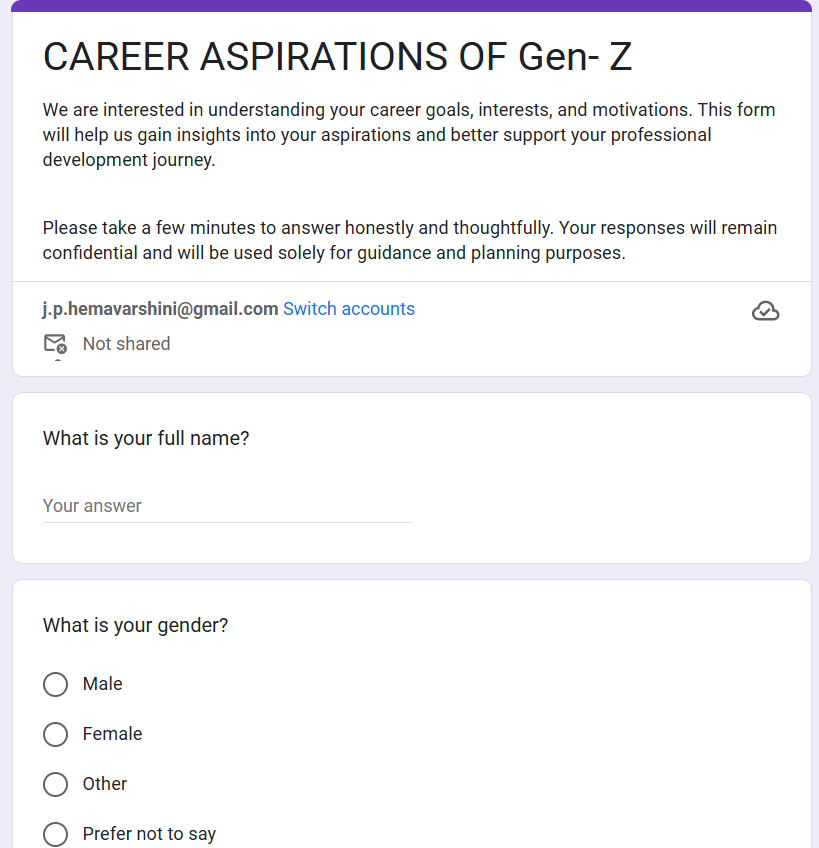 CAREER ASPIRATIONS OF Gen- Z
We are interested in understanding your career goals, interests, and motivations. This form
will help us gain insights into your aspirations and better support your professional
development journey.
Please take a few minutes to answer honestly and thoughtfully. Your responses will remain
confidential and will be used solely for guidance and planning purposes.
j.p.hemavarshini@gmail.com Switch accounts
Not shared
What is your full name?
Your answer
What is your gender?
Male
Female
Other
Prefer not to say